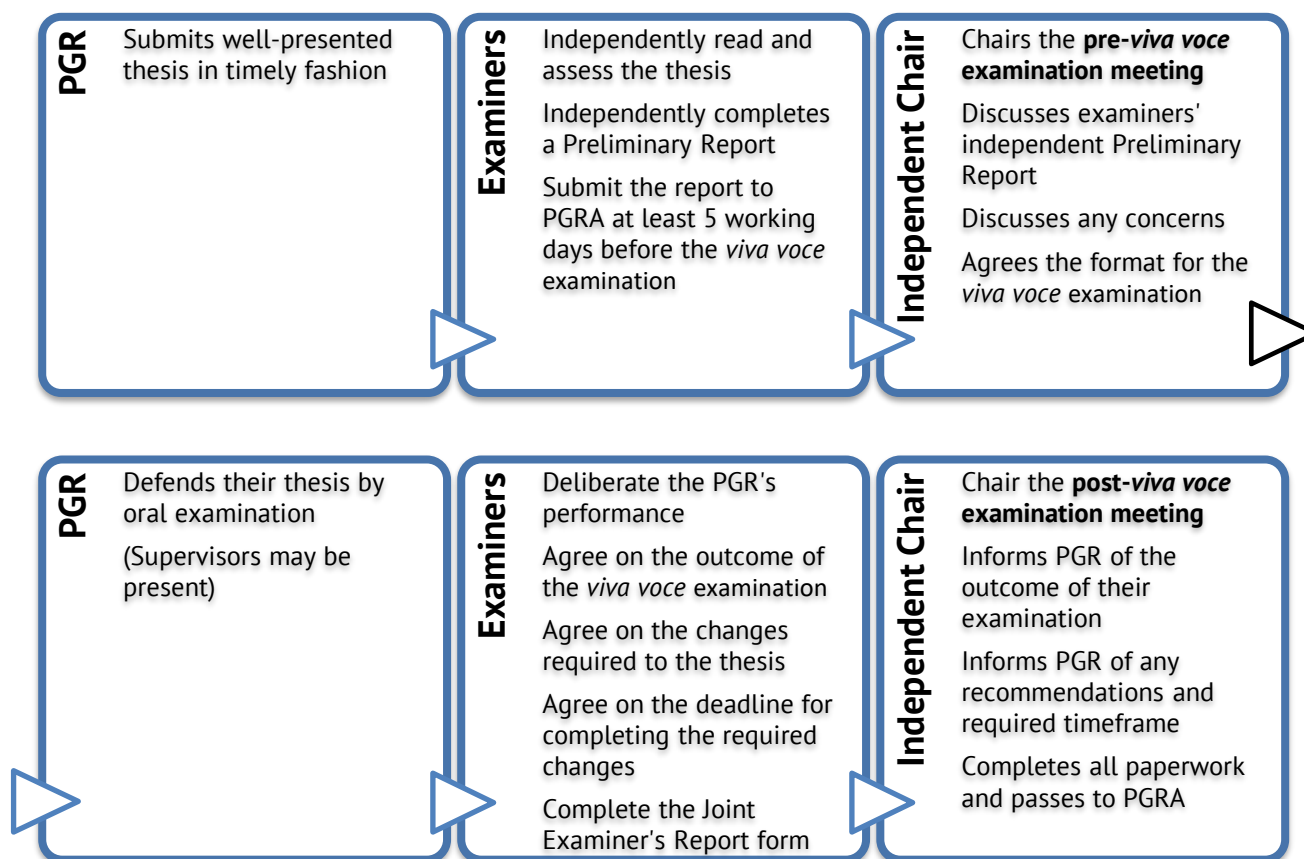 PGR
Submits well-presented
thesis in timely fashion
Examiners
Independently read and
assess the thesis
Independently completes
a Preliminary Report
Submit the report to
PGRA at least 5 working
days before the viva voce
examination
Independent Chair
Chairs the pre-viva voce
examination meeting
Discusses examiners'
independent Preliminary
Report
Discusses any concerns
Agrees the format for the
viva voce examination
PGR
Defends their thesis by
oral examination
(Supervisors may be
present)
Examiners
Deliberate the PGR's
performance
Agree on the outcome of
the viva voce examination
Agree on the changes
required to the thesis
Agree on the deadline for
completing the required
changes
Complete the Joint
Examiner's Report form
Independent Chair
Chair the post-viva voce
examination meeting
Informs PGR of the
outcome of their
examination
Informs PGR of any
recommendations and
required timeframe
Completes all paperwork
and passes to PGRA